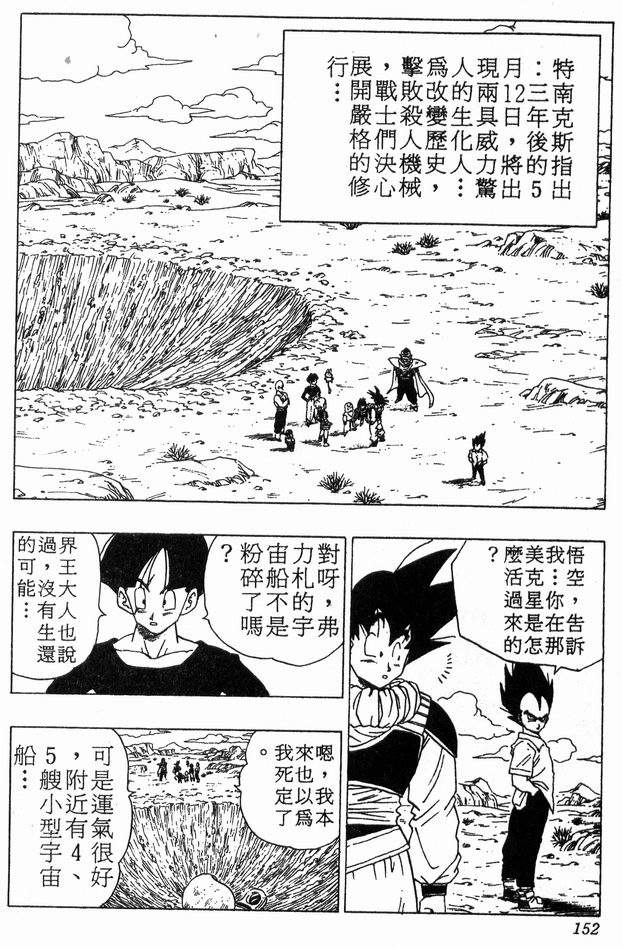 特南克斯指出
：三年後的5
月12日，將出
現兩具威力驚
人的生化人…
為改變歷史，
擊敗殺人機械
，戰士們決心
展開嚴格的修
行…
悟空，告訴
我…你在那
美克星是怎
麼活過來的
？
對呀，弗
力札的宇
宙船不是
粉碎了嗎
？
界王大人也說
過，沒有生還
的可能…
嗯，我本
來也以為
我死定了
。
可是運氣很好
，附近有4、
5艘小型宇宙
船…
152